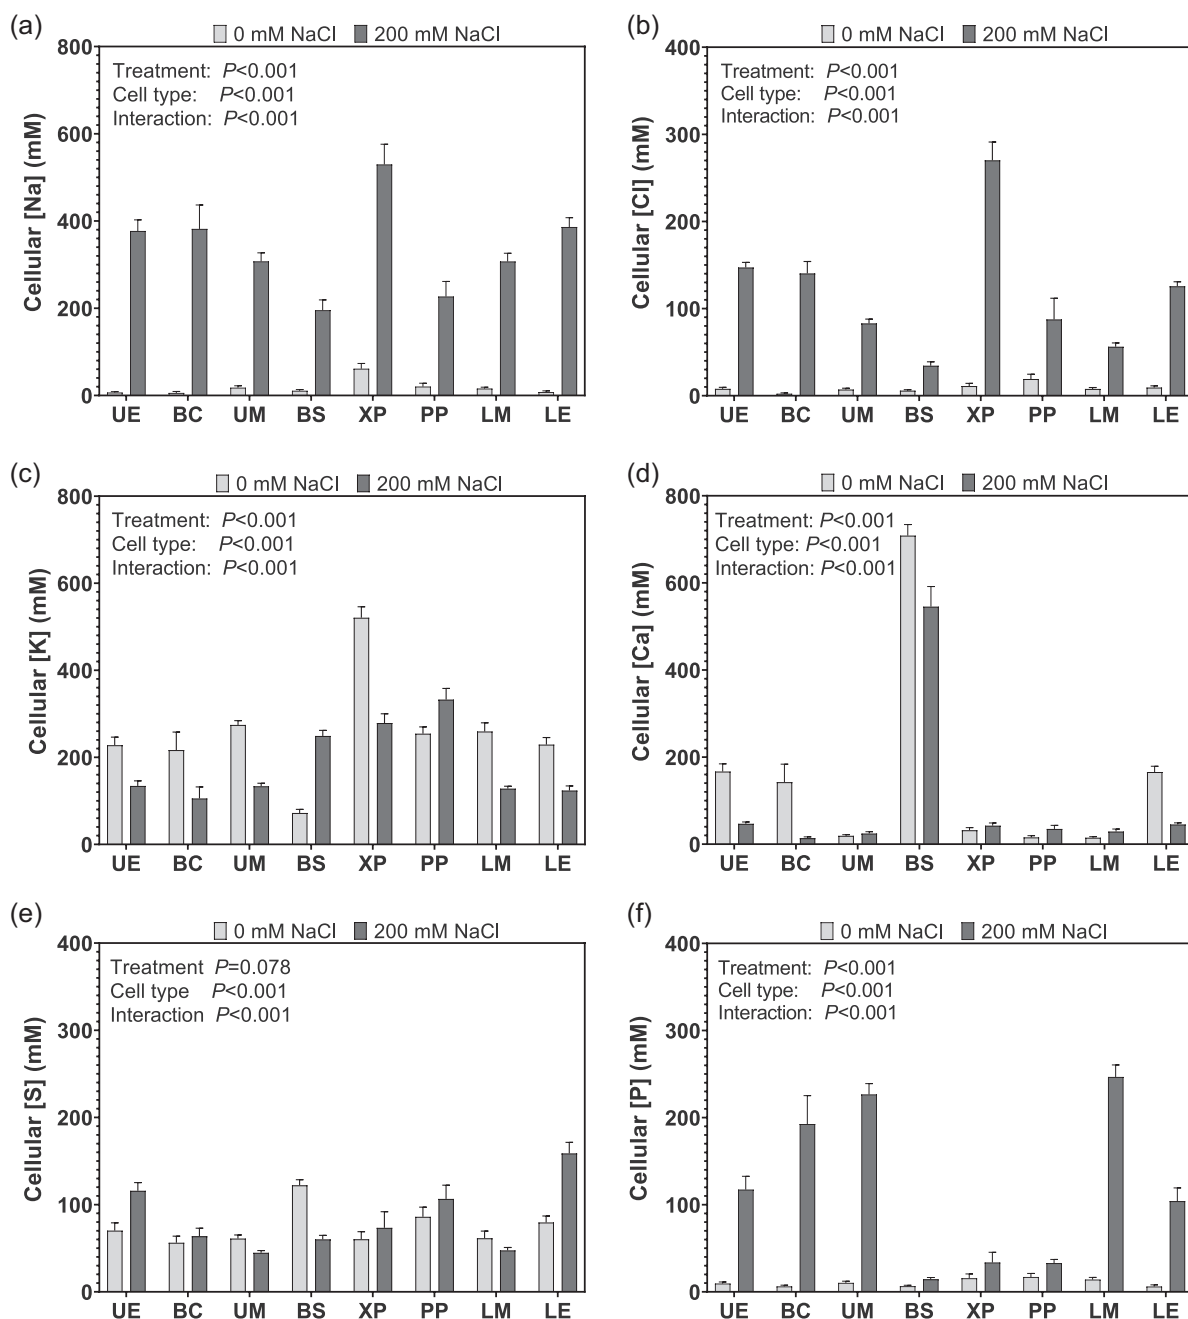 (a)
0 mM NaCl 200 mM NaCl
Treatment: P<0.001
Cell type: P<0.001
Interaction: P<0.001
Cellular [Na] (mM)
800
600
400
200
0
UE BC UM BS XP PP LM LE
(b)
0 mM NaCl 200 mM NaCl
Treatment: P<0.001
Cell type: P<0.001
Interaction: P<0.001
Cellular [Cl] (mM)
400
300
200
100
0
UE BC UM BS XP PP LM LE
(c)
0 mM NaCl 200 mM NaCl
Treatment: P<0.001
Cell type: P<0.001
Interaction: P<0.001
Cellular [K] (mM)
800
600
400
200
0
UE BC UM BS XP PP LM LE
(d)
0 mM NaCl 200 mM NaCl
Treatment: P<0.001
Cell type: P<0.001
Interaction: P<0.001
Cellular [Ca] (mM)
800
600
400
200
0
UE BC UM BS XP PP LM LE
(e)
0 mM NaCl 200 mM NaCl
Treatment P=0.078
Cell type P<0.001
Interaction P<0.001
Cellular [S] (mM)
400
300
200
100
0
UE BC UM BS XP PP LM LE
(f)
0 mM NaCl 200 mM NaCl
Treatment: P<0.001
Cell type: P<0.001
Interaction: P<0.001
Cellular [P] (mM)
400
300
200
100
0
UE BC UM BS XP PP LM LE